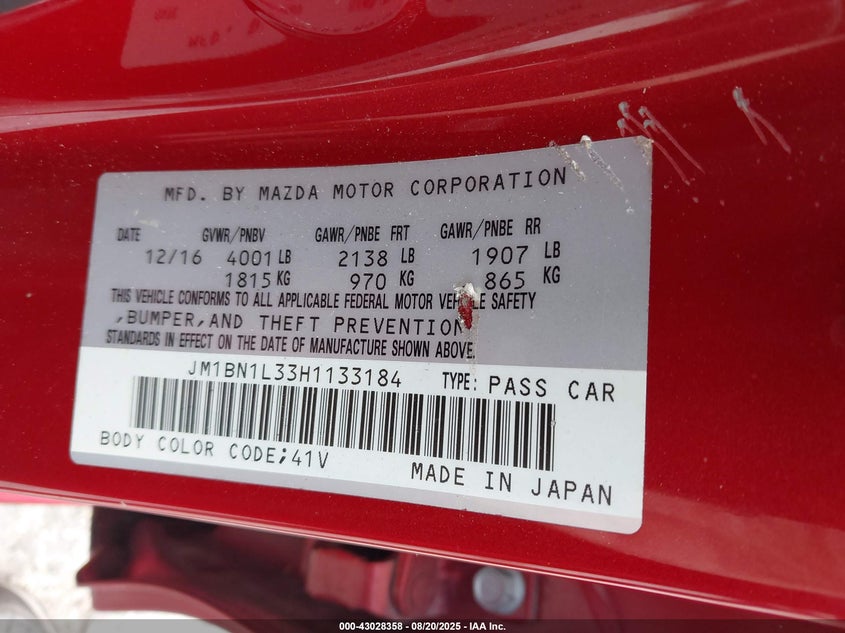 MFD. BY MAZDA MOTOR CORPORATION
DATE GVWR/PNBV GAWR/PNBE FRT GAWR/PNBE RR
12/16 4001 LB 2138 LB 1907 LB
1815 KG 970 KG 865 KG
THIS VEHICLE CONFORMS TO ALL APPLICABLE FEDERAL MOTOR VEHICLE SAFETY
,BUMPER,AND THEFT PREVENTION
STANDARDS IN EFFECT ON THE DATE OF MANUFACTURE SHOWN ABOVE.
JM1BN1L33H1133184 TYPE: PASS CAR
BODY COLOR CODE;41V
MADE IN JAPAN
000-43028358 - 08/20/2025 - IAA Inc.